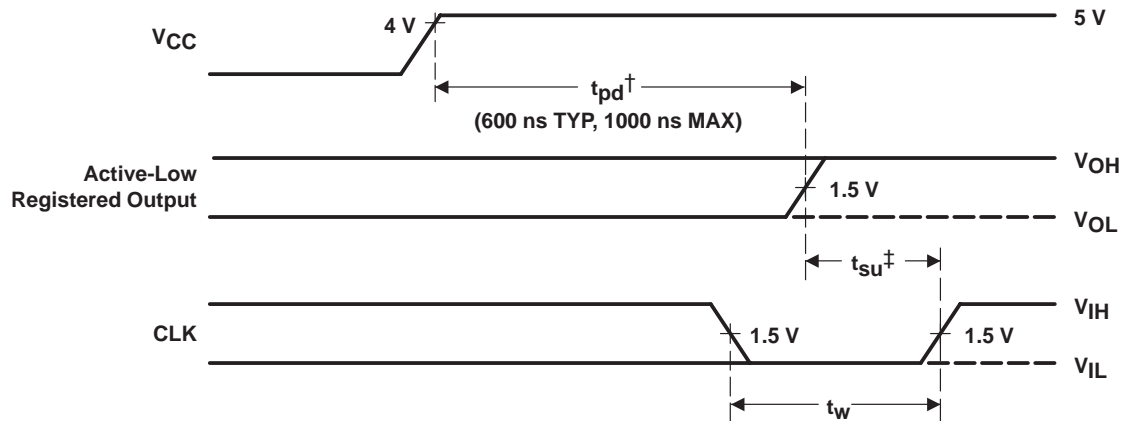 4 V
5 V
VCC
tpd†
(600 ns TYP, 1000 ns MAX)
VOH
Active-Low
Registered Output
1.5 V
VOL
tsu‡
VIH
CLK
1.5 V
1.5 V
VIL
tw